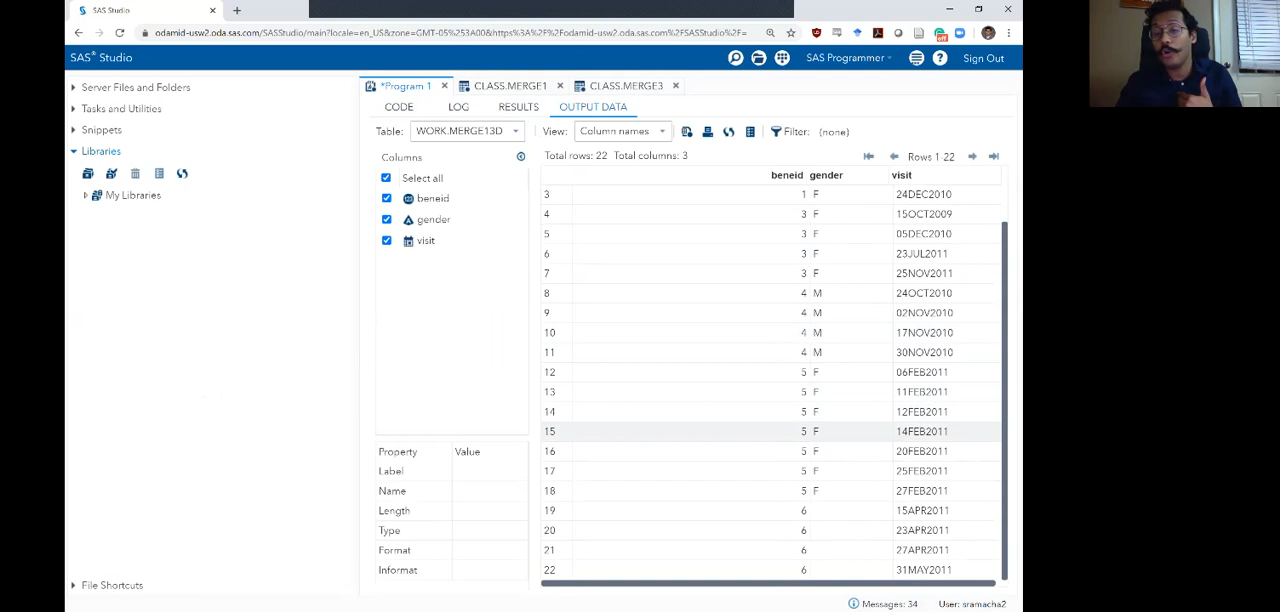 SAS Studio
odamid-usw2.oda.sas.com/SASStudio/main?locale=en_US&zone=GMT-05%253A00&https%3A%2F%2Fodamid-usw2.oda.sas.com%2FSASStudio%2F=
SAS® Studio
SAS Programmer
Sign Out
Server Files and Folders
Tasks and Utilities
Snippets
Libraries
My Libraries
File Shortcuts
*Program 1
CLASS.MERGE1
CLASS.MERGE3
CODE LOG RESULTS OUTPUT DATA
Table: WORK.MERGE13D View: Column names Filter: (none)
Columns
Select all
beneid
gender
visit
Property Value
Label
Name
Length
Type
Format
Informat
Total rows: 22 Total columns: 3 Rows 1-22
beneid gender visit
3 1 F 24DEC2010
4 3 F 15OCT2009
5 3 F 05DEC2010
6 3 F 23JUL2011
7 3 F 25NOV2011
8 4 M 24OCT2010
9 4 M 02NOV2010
10 4 M 17NOV2010
11 4 M 30NOV2010
12 5 F 06FEB2011
13 5 F 11FEB2011
14 5 F 12FEB2011
15 5 F 14FEB2011
16 5 F 20FEB2011
17 5 F 25FEB2011
18 5 F 27FEB2011
19 6 15APR2011
20 6 23APR2011
21 6 27APR2011
22 6 31MAY2011
Messages: 34 User: sramacha2